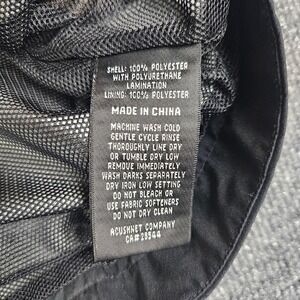 SHELL: 100% POLYESTER
WITH POLYURETHANE
LAMINATION
LINING: 100% POLYESTER
MADE IN CHINA
MACHINE WASH COLD
GENTLE CYCLE RINSE
THOROUGHLY LINE DRY
OR TUMBLE DRY LOW
REMOVE IMMEDIATELY
WASH DARKS SEPARATELY
DRY IRON LOW SETTING
DO NOT BLEACH OR
USE FABRIC SOFTENERS
DO NOT DRY CLEAN
ACUSHNET COMPANY
CA#28544